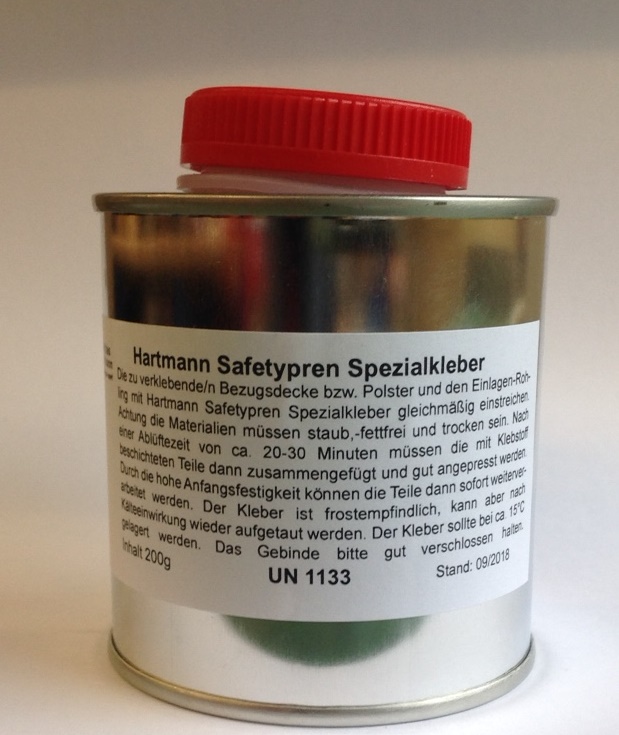 Hartmann Safetypren Spezialkleber
Die zu verklebende/n Bezugsdecke bzw. Polster und den Einlagen-Roh-
ling mit Hartmann Safetypren Spezialkleber gleichmäßig einstreichen.
Achtung die Materialien müssen staub,-fettfrei und trocken sein. Nach
einer Ablüftezeit von ca. 20-30 Minuten müssen die mit Klebstoff
beschichteten Teile dann zusammengefügt und gut angepresst werden.
Durch die hohe Anfangsfestigkeit können die Teile dann sofort weiterver-
arbeitet werden. Der Kleber ist frostempfindlich, kann aber nach
Kälteeinwirkung wieder aufgetaut werden. Der Kleber sollte bei ca 15°C
gelagert werden. Das Gebinde bitte gut verschlossen halten.
Inhalt 200g
UN 1133
Stand: 09/2018